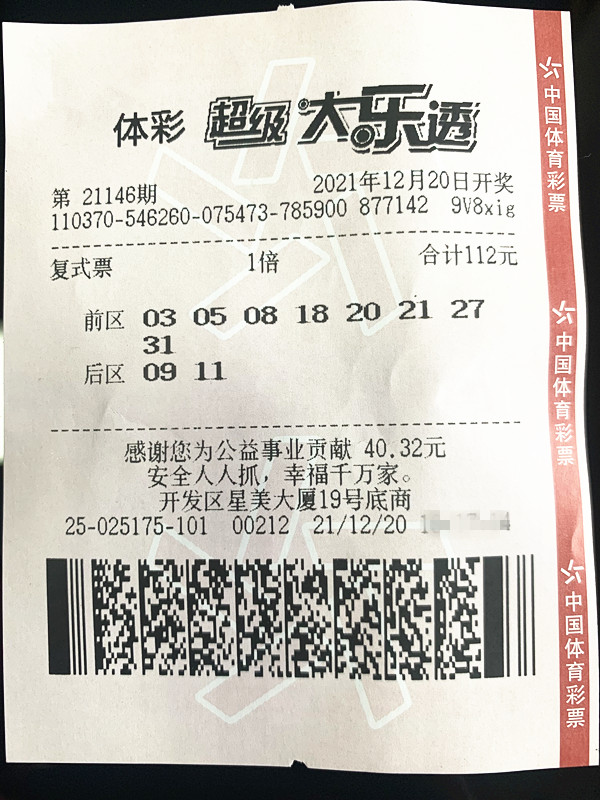 体彩 超级大乐透
第 21146期 2021年12月20日开奖
110370-546260-075473-785900 877142 9V8xig
复式票 1倍 合计112元
前区 03 05 08 18 20 21 27
31
后区 09 11
感谢您为公益事业贡献 40.32元
安全人人抓，幸福千万家。
开发区星美大厦19号底商
25-025175-101 00212 21/12/20
中国体育彩票
中国体育彩票
中国体育彩票